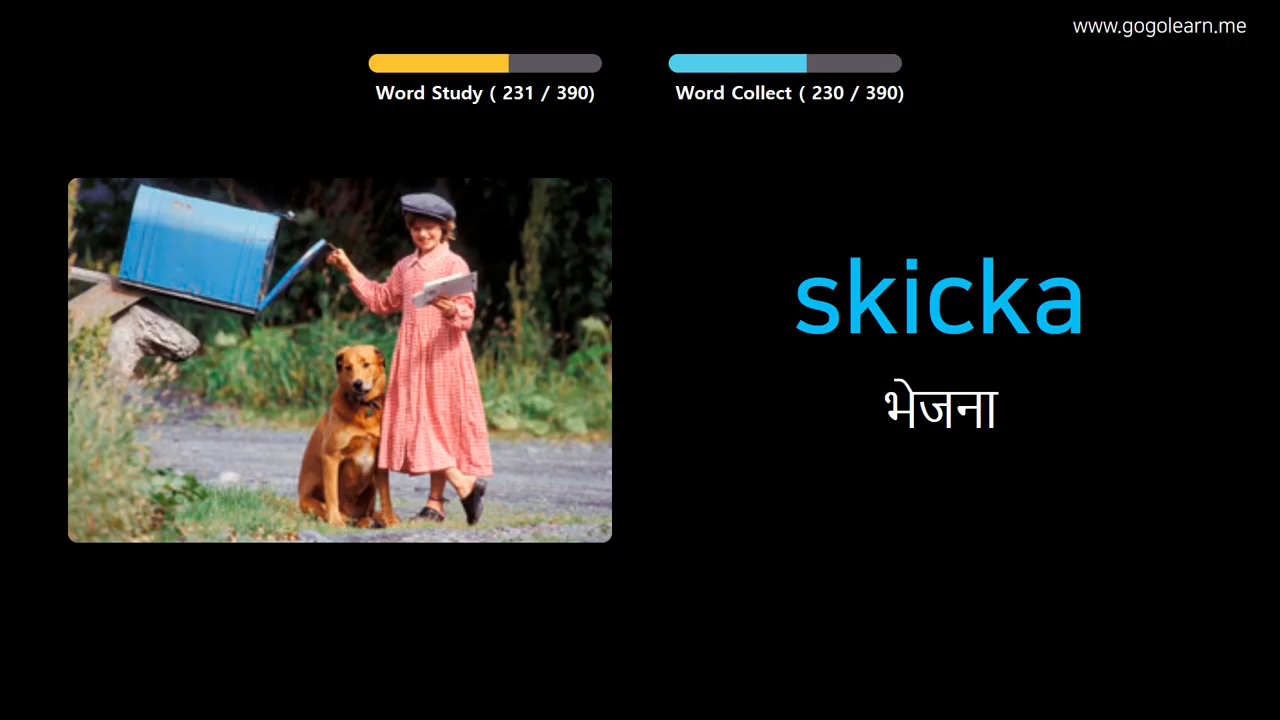 www.gogolearn.me
Word Study ( 231 / 390)
Word Collect ( 230 / 390)
skicka
भेजना